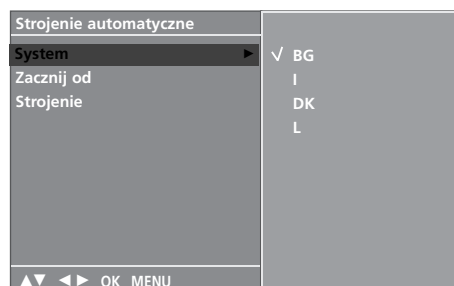 Strojenie automatyczne
System ►
Zacznij od
Strojenie
√ BG
I
DK
L
▲▼ ◄► OK MENU